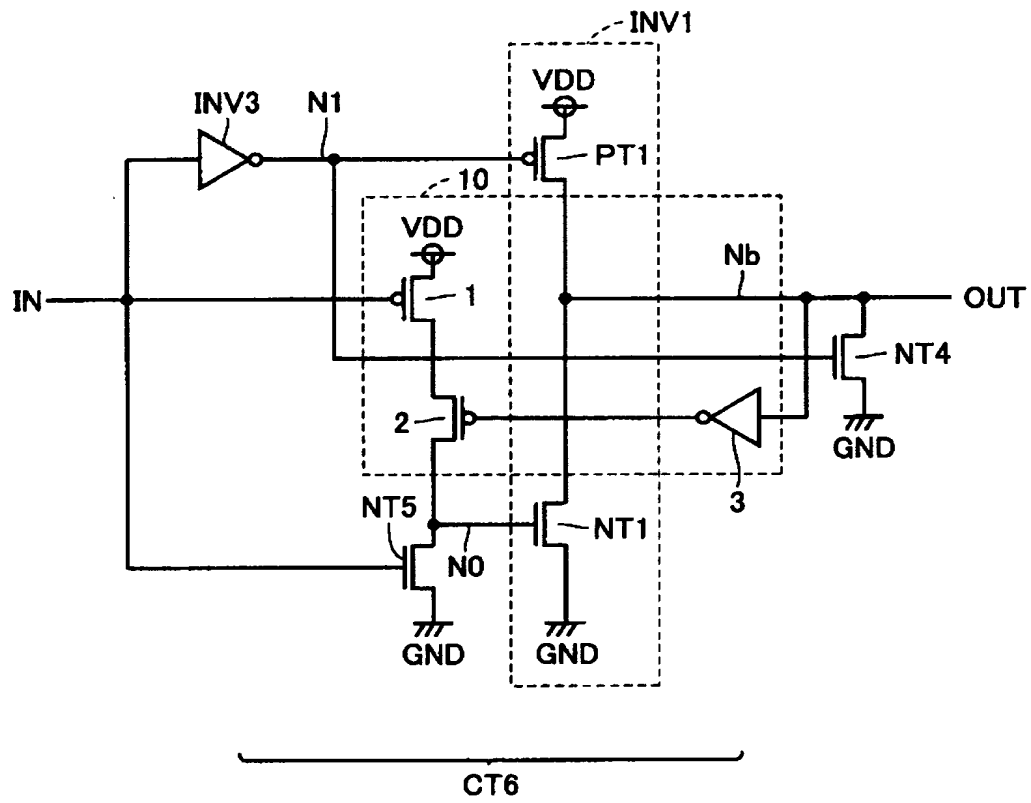 INV1
VDD
INV3
N1
PT1
10
VDD
Nb
IN
1
OUT
NT4
2
GND
3
NT5
NT1
N0
GND
GND
CT6